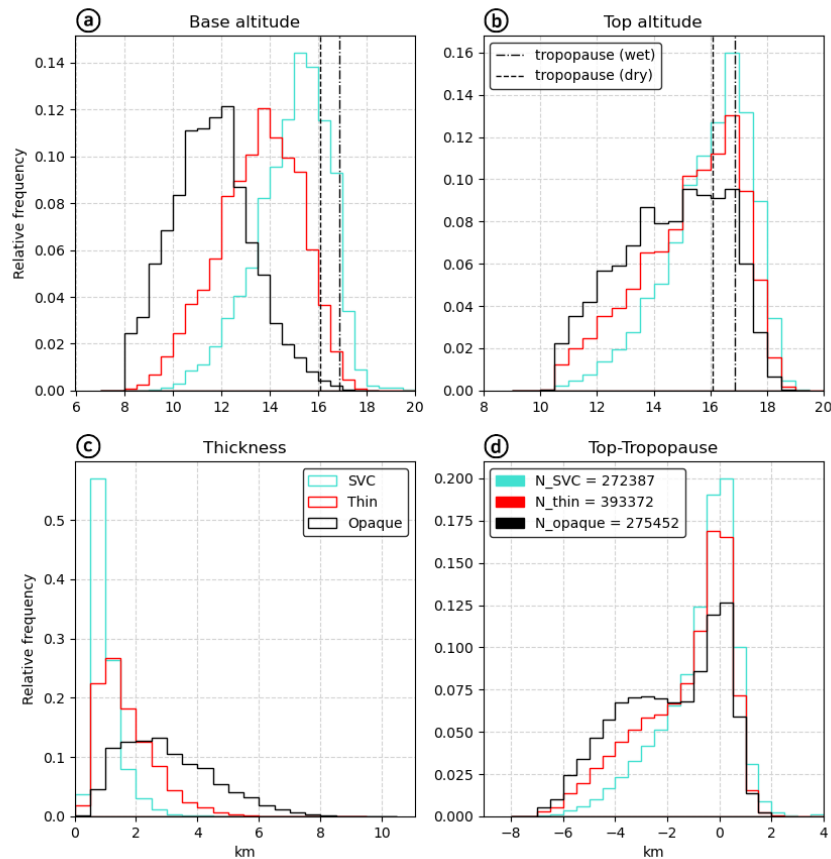 a Base altitude
b Top altitude
Relative frequency
0.14
0.12
0.10
0.08
0.06
0.04
0.02
0.00
6 8 10 12 14 16 18 20
tropopause (wet)
tropopause (dry)
0.16
0.14
0.12
0.10
0.08
0.06
0.04
0.02
0.00
8 10 12 14 16 18 20
c Thickness
d Top-Tropopause
Relative frequency
SVC
Thin
Opaque
0.5
0.4
0.3
0.2
0.1
0.0
0 2 4 6 8 10
km
N_SVC = 272387
N_thin = 393372
N_opaque = 275452
0.200
0.175
0.150
0.125
0.100
0.075
0.050
0.025
0.000
−8 −6 −4 −2 0 2 4
km